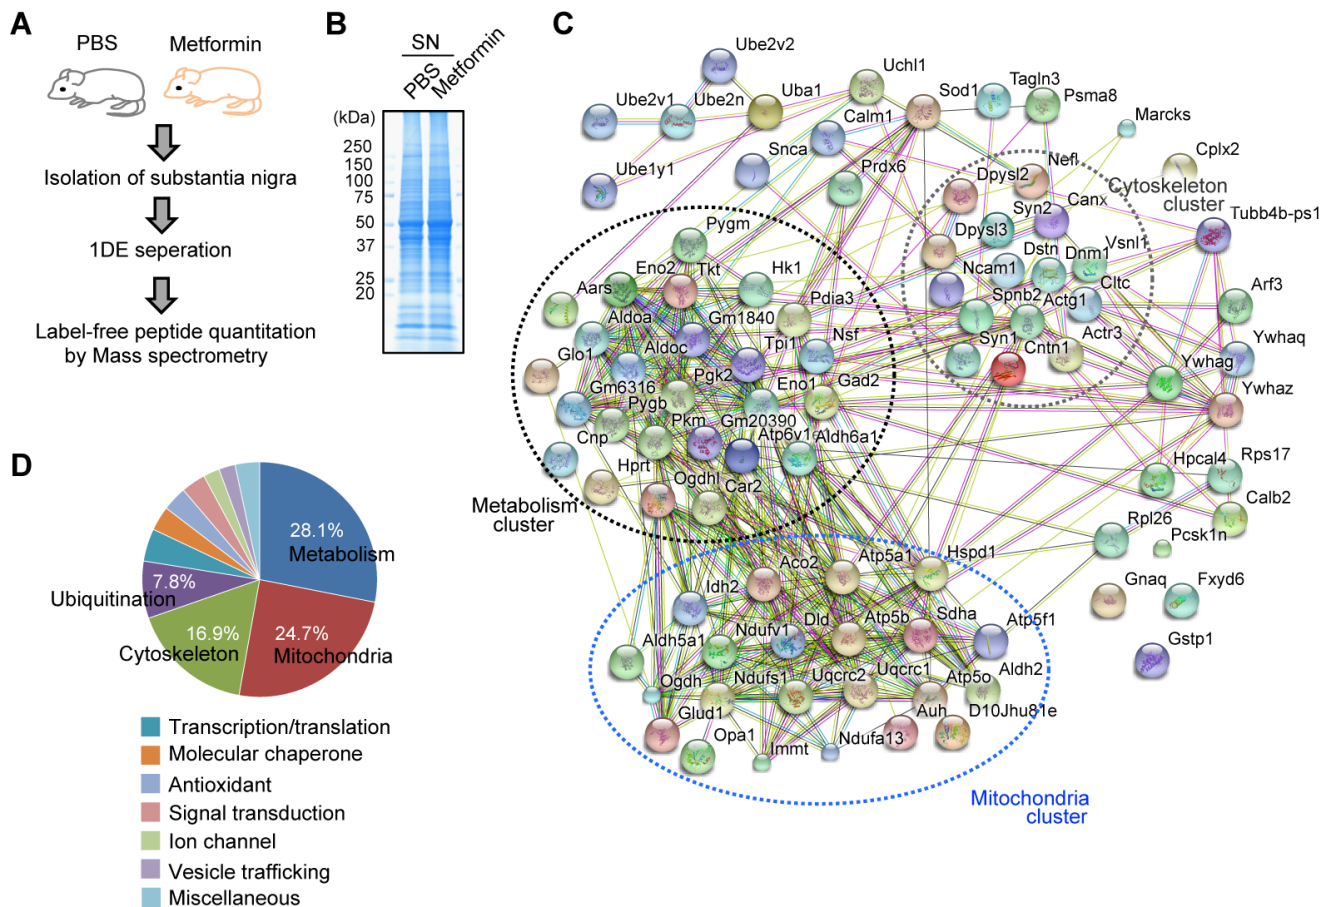 A
PBS
Metformin
Isolation of substantia nigra
1DE seperation
Label-free peptide quantitation
by Mass spectrometry
B
SN
PBS
Metformin
(kDa)
250
150
100
75
50
37
25
20
C
Ube2v2
Ube2v1
Ube2n
Uba1
Ube1y1
Uchl1
Calm1
Snca
Prdx6
Sod1
Tagln3
Psma8
Marcks
Cplx2
Nefl
Dpysl2
Cytoskeleton
cluster
Canx
Syn2
Tubb4b-ps1
Dpysl3
Dstn
Dnm1
Vsnl1
Ncam1
Cltc
Spnb2
Actg1
Arf3
Actr3
Syn1
Cntn1
Ywhaq
Ywhag
Ywhaz
Pygm
Eno2
Tkt
Hk1
Aars
Pdia3
Aldoa
Gm1840
Nsf
Glo1
Aldoc
Tpi1
Gm6316
Pgk2
Eno1
Gad2
Pygb
Pkm
Gm20390
Cnp
Atp6v1
Aldh6a1
Hprt
Ogdhl
Car2
Metabolism
cluster
Hpcal4
Rps17
Calb2
Rpl26
Pcsk1n
Gnaq
Fxyd6
Gstp1
Aco2
Atp5a1
Hspd1
Idh2
Dld
Atp5b
Sdha
Atp5f1
Aldh5a1
Ndufv1
Aldh2
Ogdh
Ndufs1
Uqcrc2
Uqcrc1
Atp5o
Glud1
Auh
D10Jhu81e
Opa1
Immt
Ndufa13
Mitochondria
cluster
D
28.1%
Metabolism
7.8%
Ubiquitination
16.9%
Cytoskeleton
24.7%
Mitochondria
Transcription/translation
Molecular chaperone
Antioxidant
Signal transduction
Ion channel
Vesicle trafficking
Miscellaneous